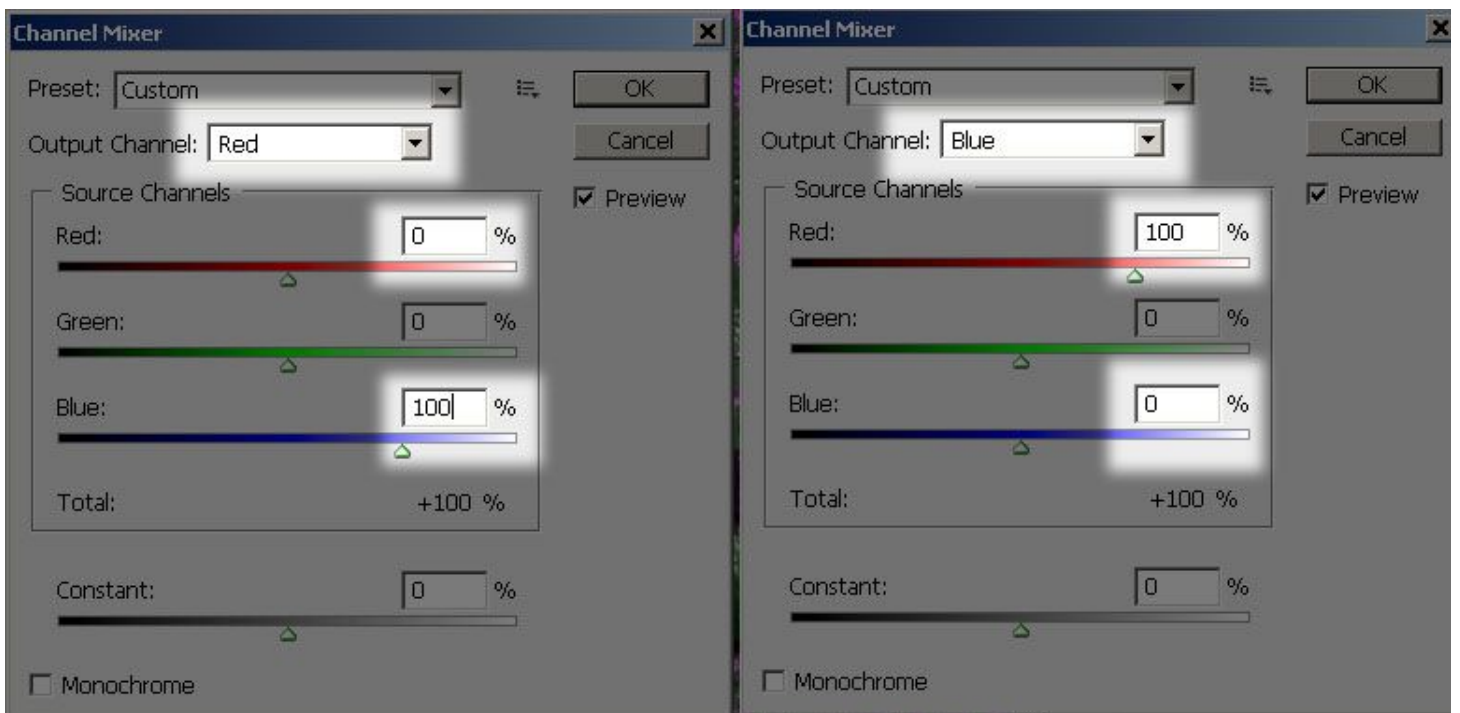 Channel Mixer
Preset: Custom
OK
Output Channel: Red
Cancel
Source Channels
Preview
Red: 0 %
Green: 0 %
Blue: 100 %
Total: +100 %
Constant: 0 %
Monochrome
Channel Mixer
Preset: Custom
OK
Output Channel: Blue
Cancel
Source Channels
Preview
Red: 100 %
Green: 0 %
Blue: 0 %
Total: +100 %
Constant: 0 %
Monochrome